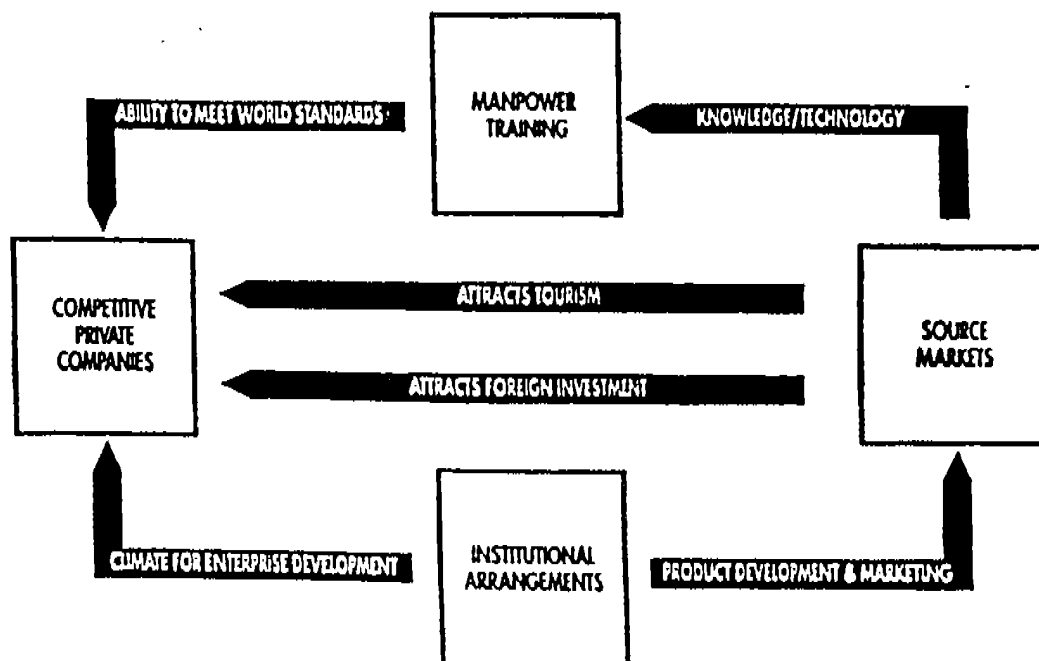 MANPOWER
TRAINING
ABILITY TO MEET WORLD STANDARDS
KNOWLEDGE/TECHNOLOGY
COMPETITIVE
PRIVATE
COMPANIES
ATTRACTS TOURISM
ATTRACTS FOREIGN INVESTMENT
SOURCE
MARKETS
CLIMATE FOR ENTERPRISE DEVELOPMENT
INSTITUTIONAL
ARRANGEMENTS
PRODUCT DEVELOPMENT & MARKETING